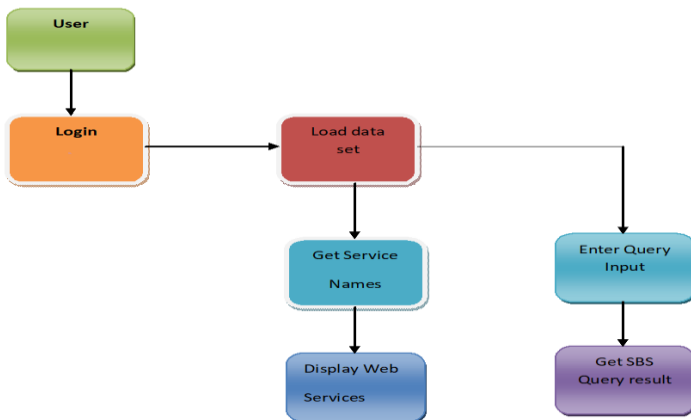 User
Login
Load data
set
Get Service
Names
Enter Query
Input
Display Web
Services
Get SBS
Query result